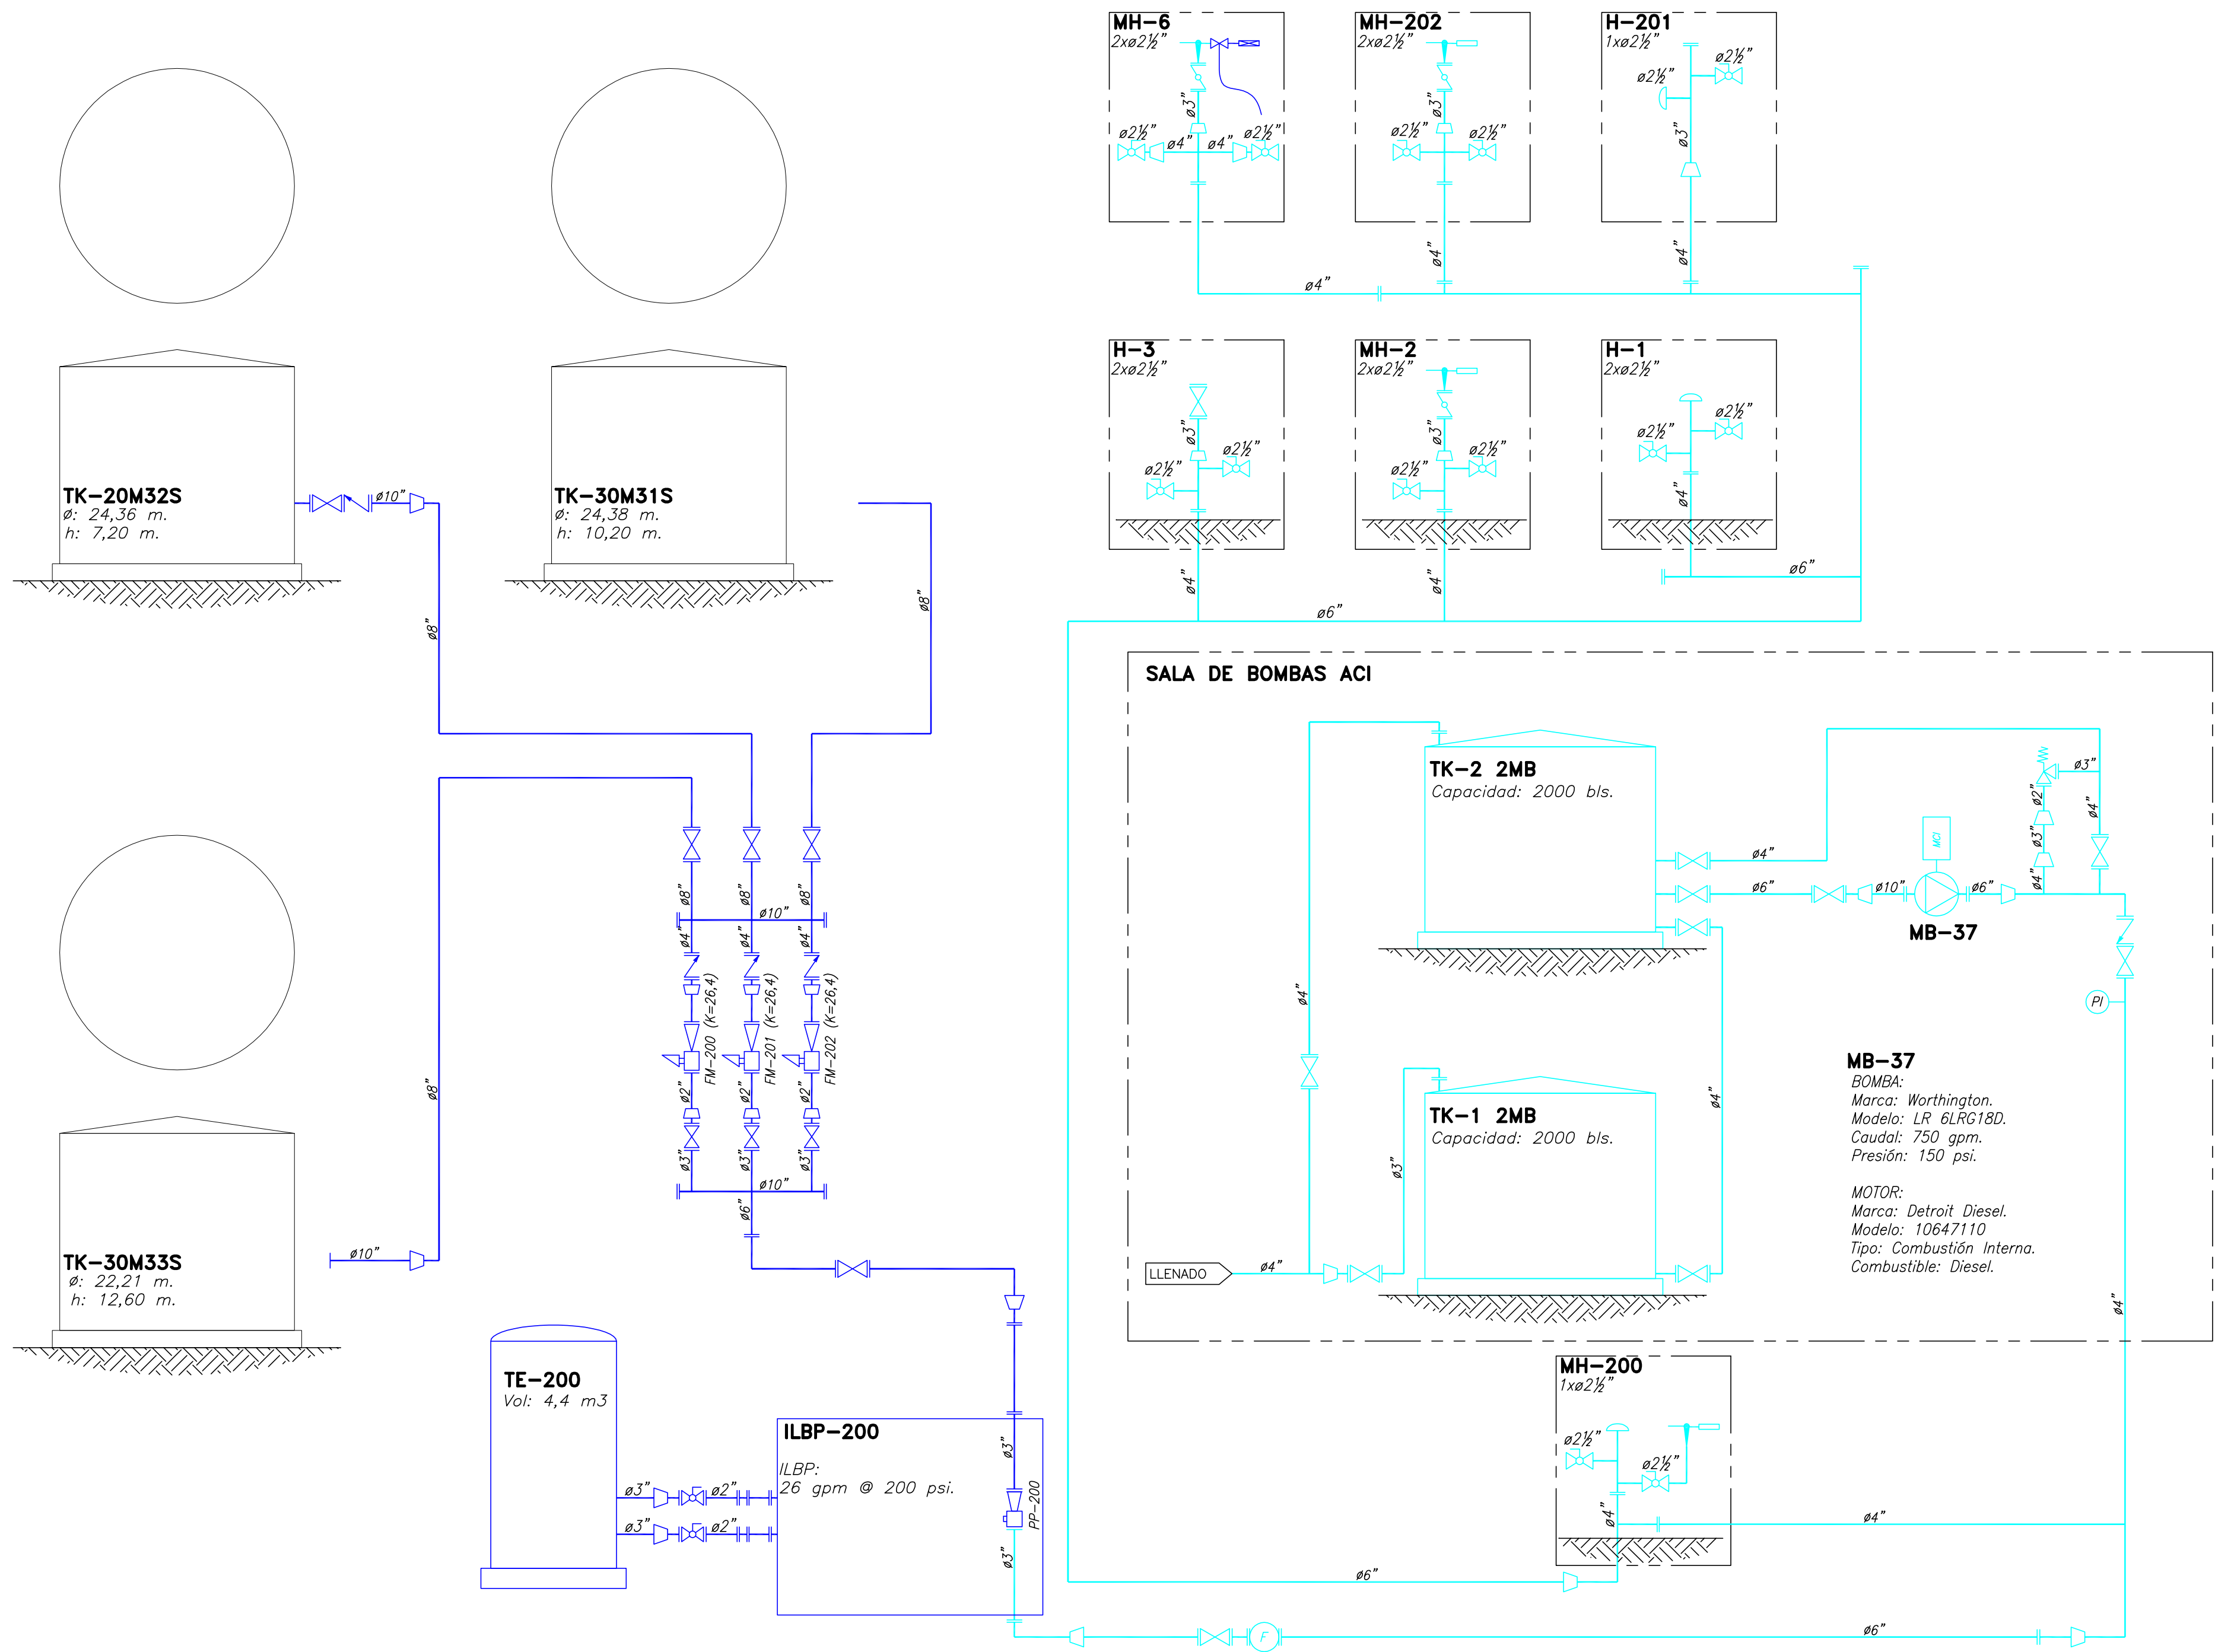 MH-6
2xø2½"
ø3"
ø2½"
ø4"
ø4"
ø2½"
MH-202
2xø2½"
ø3"
ø2½"
ø2½"
ø4"
H-201
1xø2½"
ø2½"
ø2½"
ø3"
ø4"
ø4"
H-3
2xø2½"
ø3"
ø2½"
ø2½"
ø4"
MH-2
2xø2½"
ø3"
ø2½"
ø2½"
ø4"
H-1
2xø2½"
ø2½"
ø2½"
ø4"
ø6"
ø6"
TK-20M32S
ø: 24,36 m.
h: 7,20 m.
ø10"
ø8"
TK-30M31S
ø: 24,38 m.
h: 10,20 m.
ø8"
TK-30M33S
ø: 22,21 m.
h: 12,60 m.
ø10"
ø8"
ø8"
ø8"
ø8"
ø10"
ø4"
ø4"
ø4"
FM-200 (K=26,4)
FM-201 (K=26,4)
FM-202 (K=26,4)
ø2"
ø2"
ø2"
ø3"
ø3"
ø3"
ø10"
ø6"
TE-200
Vol: 4,4 m3
ø3"
ø2"
ø3"
ø2"
ILBP-200
ILBP:
26 gpm @ 200 psi.
ø3"
PP-200
ø3"
SALA DE BOMBAS ACI
TK-2 2MB
Capacidad: 2000 bls.
ø4"
ø6"
ø10"
MCI
ø6"
MB-37
ø3"
ø2"
ø3"
ø4"
ø4"
PI
ø4"
ø4"
TK-1 2MB
Capacidad: 2000 bls.
ø3"
LLENADO
ø4"
MB-37
BOMBA:
Marca: Worthington.
Modelo: LR 6LRG18D.
Caudal: 750 gpm.
Presión: 150 psi.
MOTOR:
Marca: Detroit Diesel.
Modelo: 10647110
Tipo: Combustión Interna.
Combustible: Diesel.
ø4"
MH-200
1xø2½"
ø2½"
ø2½"
ø4"
ø4"
ø6"
F
ø6"